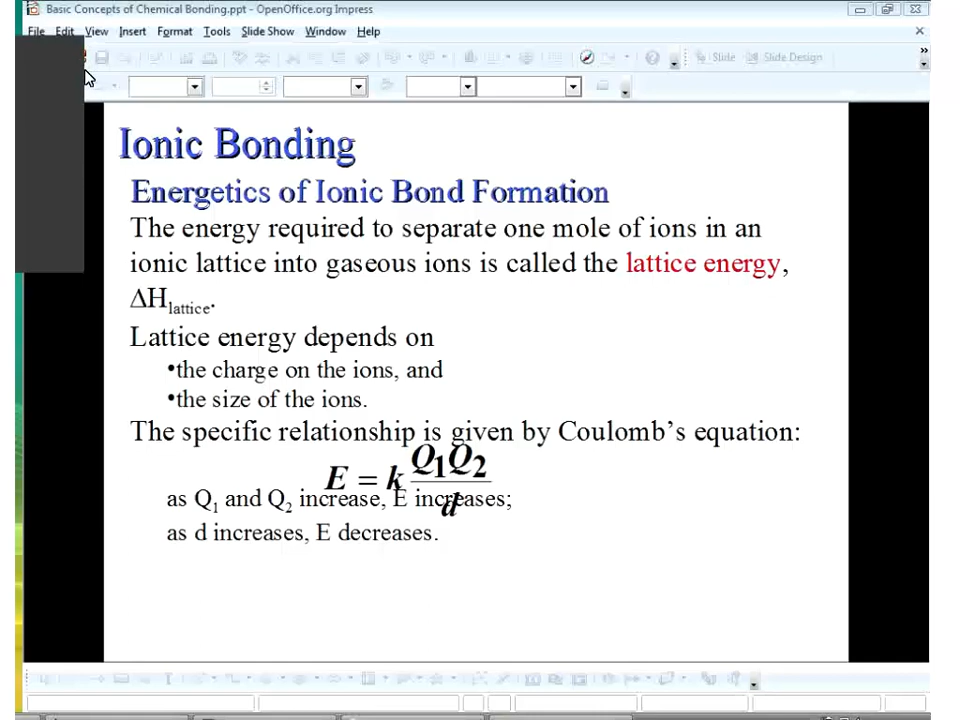 Basic Concepts of Chemical Bonding.ppt - OpenOffice.org Impress
File Edit View Insert Format Tools Slide Show Window Help
Slide Slide Design
Ionic Bonding
Energetics of Ionic Bond Formation
The energy required to separate one mole of ions in an
ionic lattice into gaseous ions is called the lattice energy,
ΔH_lattice.
Lattice energy depends on
•the charge on the ions, and
•the size of the ions.
The specific relationship is given by Coulomb's equation:
E = k Q₁Q₂ / d
as Q₁ and Q₂ increase, E increases;
as d increases, E decreases.